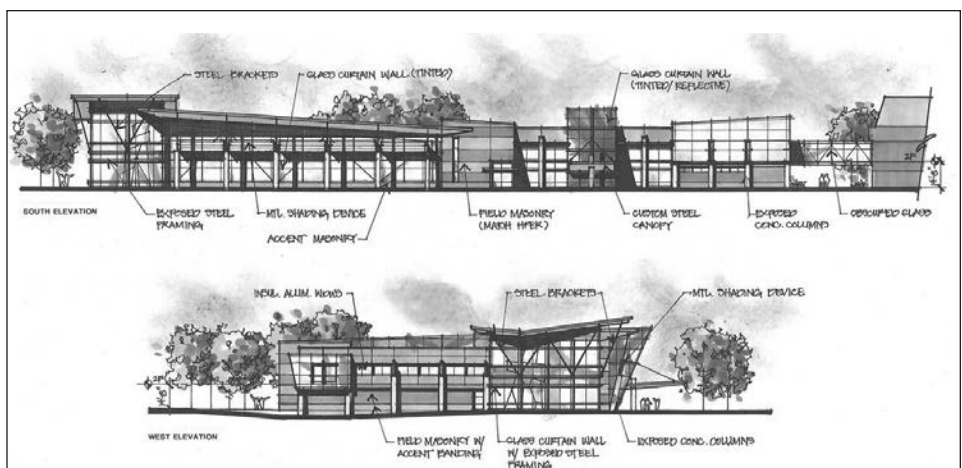 STEEL BRACKETS
GLASS CURTAIN WALL (TINTED)
GLASS CURTAIN WALL
(TINTED/REFLECTIVE)
SOUTH ELEVATION
EXPOSED STEEL
FRAMING
MTL. SHADING DEVICE
ACCENT MASONRY
FIELD MASONRY
CUSTOM STEEL
CANOPY
EXPOSED
CONC. COLUMNS
OBSCURED GLASS
INSUL. ALUM. WDWS
STEEL BRACKETS
MTL. SHADING DEVICE
WEST ELEVATION
FIELD MASONRY W/
ACCENT BANDING
GLASS CURTAIN WALL
W/ EXPOSED STEEL
FRAMING
EXPOSED CONC. COLUMNS